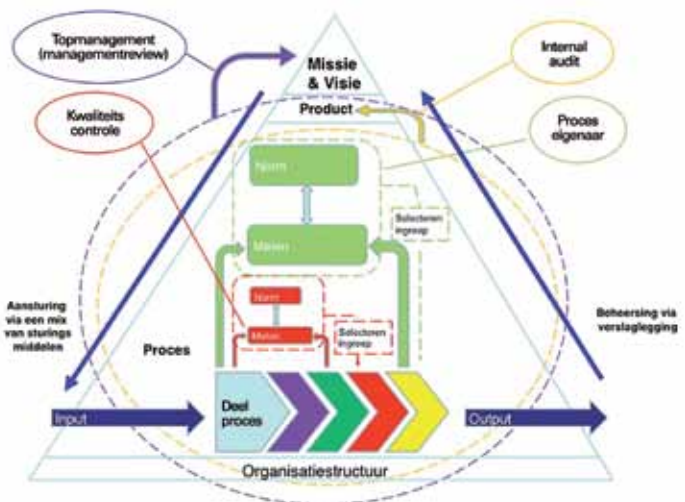 Topmanagement
(managementreview)
Missie
& Visie
Internal
audit
Product
Kwaliteits
controle
Proces
eigenaar
Norm
Selecteren
ingreep
Meten
Norm
Meten
Selecteren
ingreep
Aansturing
via een mix
van sturings
middelen
Beheersing via
verslaglegging
Proces
Input
Deel
proces
Output
Organisatiestructuur